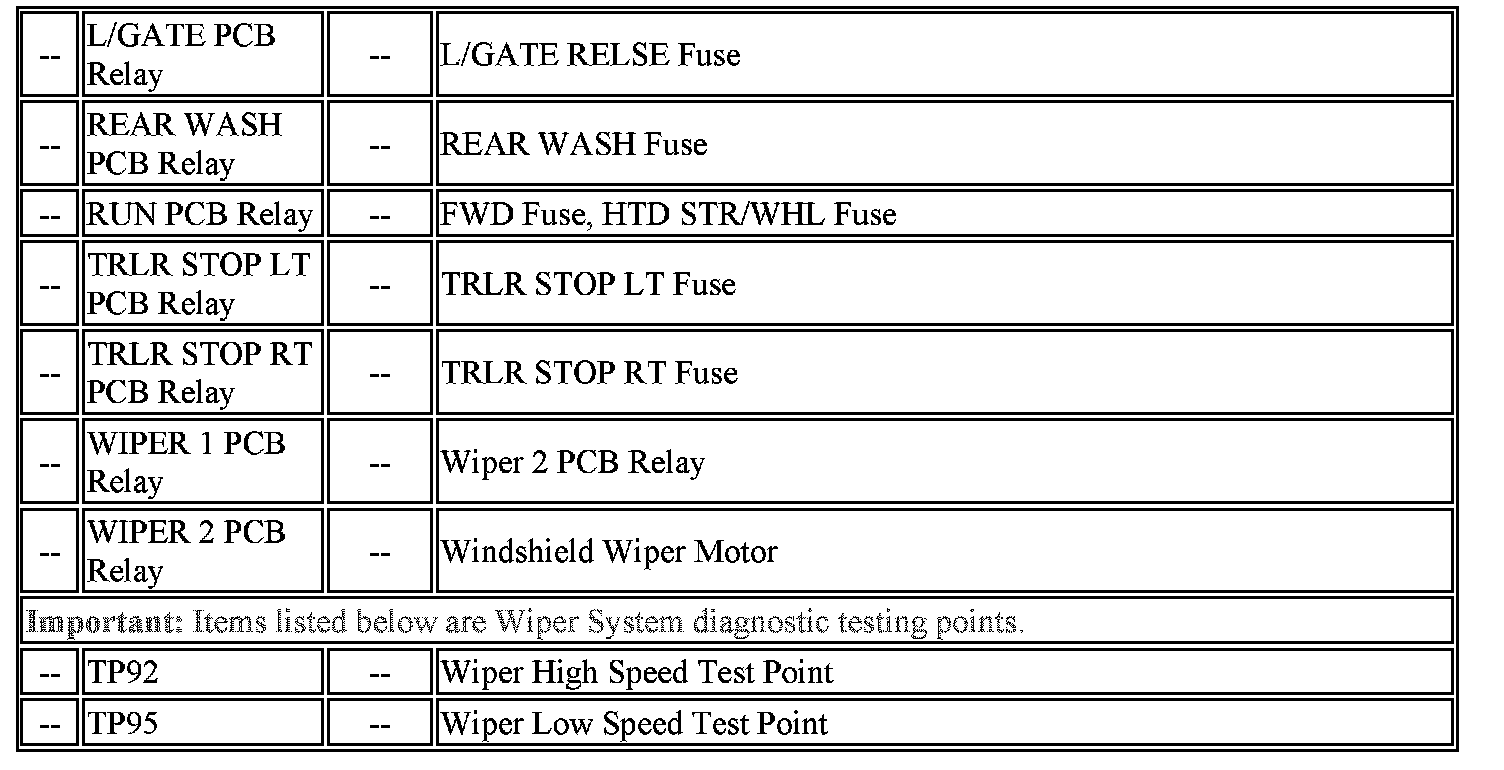 -- L/GATE PCB Relay -- L/GATE RELSE Fuse
-- REAR WASH PCB Relay -- REAR WASH Fuse
-- RUN PCB Relay -- FWD Fuse, HTD STR/WHL Fuse
-- TRLR STOP LT PCB Relay -- TRLR STOP LT Fuse
-- TRLR STOP RT PCB Relay -- TRLR STOP RT Fuse
-- WIPER 1 PCB Relay -- Wiper 2 PCB Relay
-- WIPER 2 PCB Relay -- Windshield Wiper Motor
Important: Items listed below are Wiper System diagnostic testing points.
-- TP92 -- Wiper High Speed Test Point
-- TP95 -- Wiper Low Speed Test Point